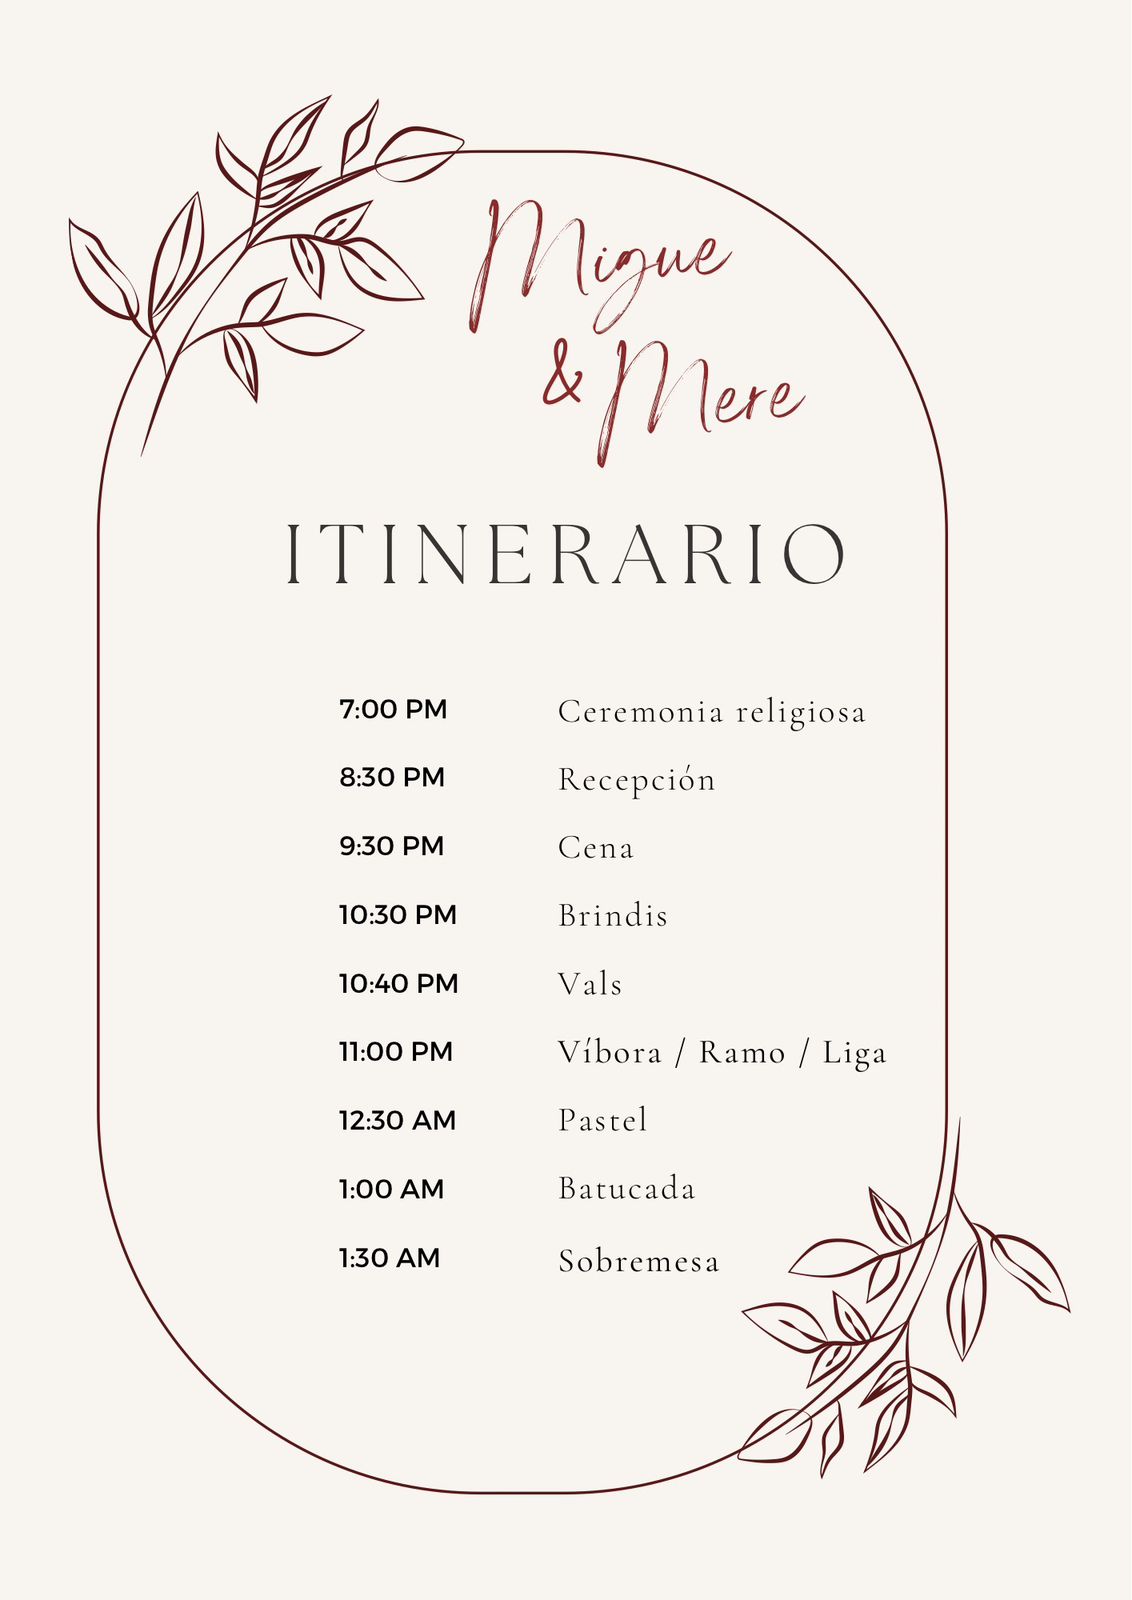 Migue
& Mere
ITINERARIO
7:00 PM Ceremonia religiosa
8:30 PM Recepción
9:30 PM Cena
10:30 PM Brindis
10:40 PM Vals
11:00 PM Víbora / Ramo / Liga
12:30 AM Pastel
1:00 AM Batucada
1:30 AM Sobremesa